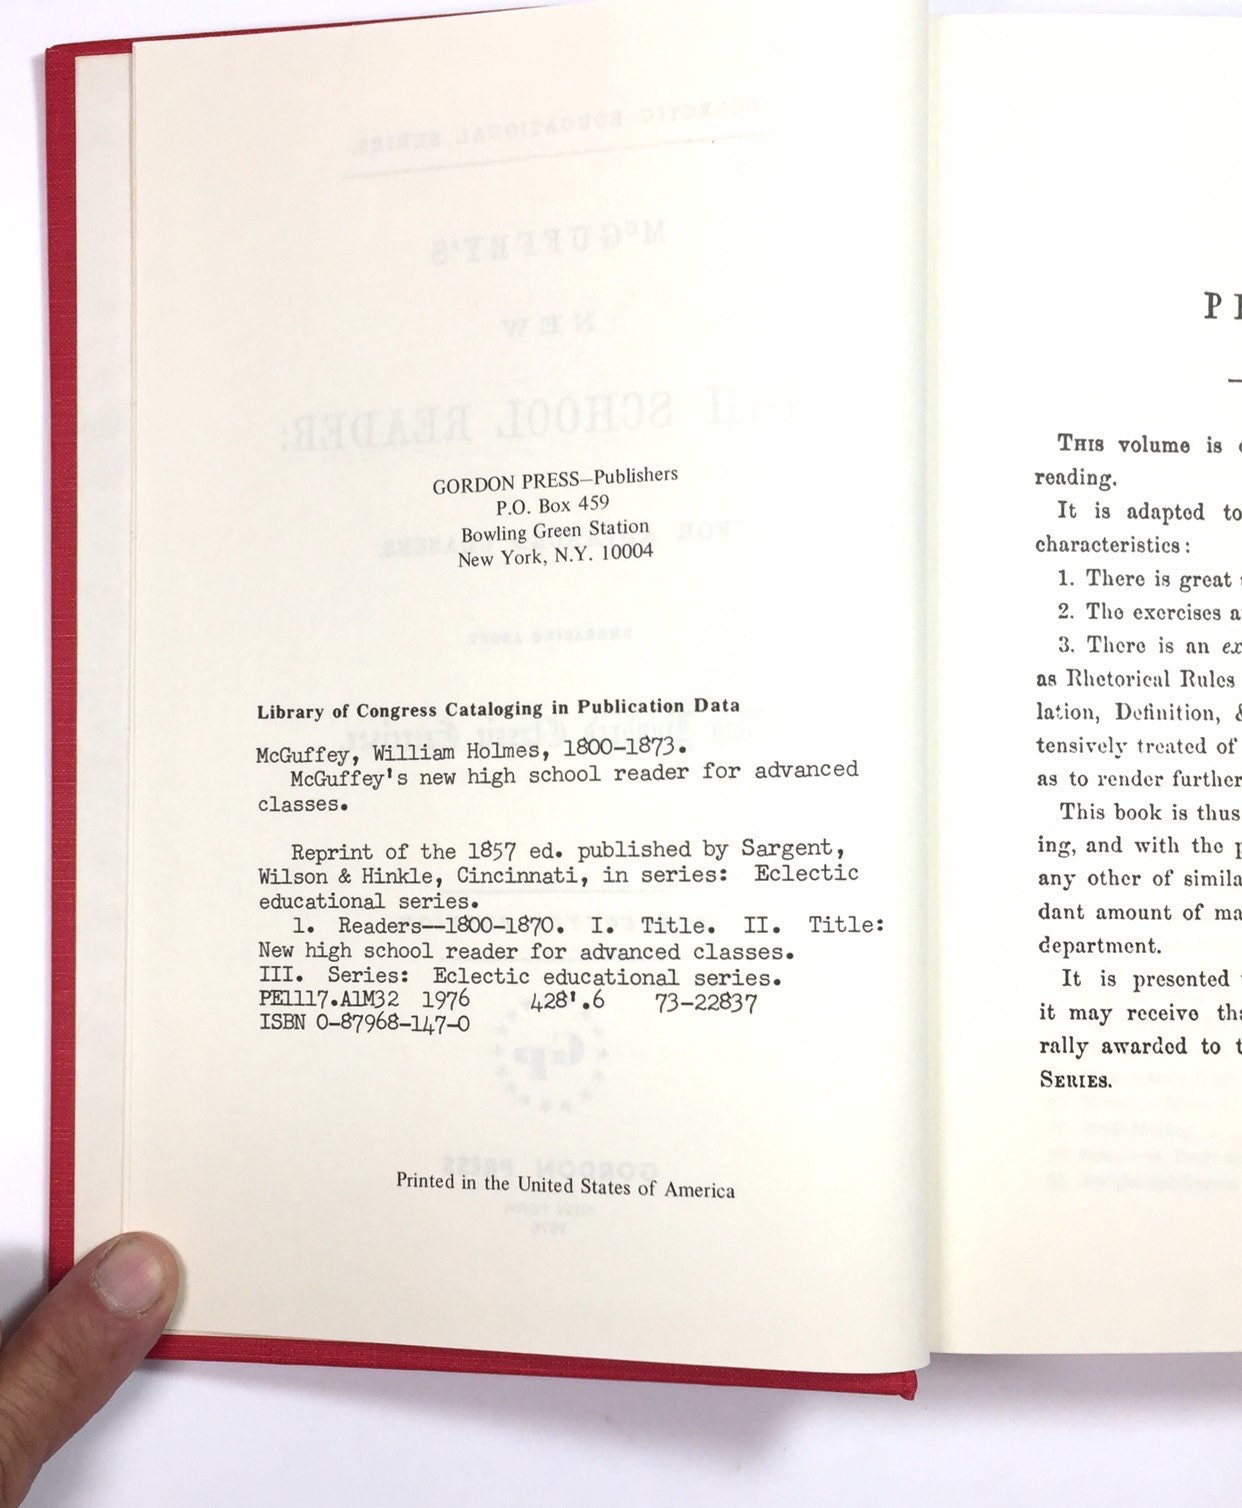 GORDON PRESS—Publishers
P.O. Box 459
Bowling Green Station
New York, N.Y. 10004
Library of Congress Cataloging in Publication Data
McGuffey, William Holmes, 1800-1873.
McGuffey's new high school reader for advanced
classes.
Reprint of the 1857 ed. published by Sargent,
Wilson & Hinkle, Cincinnati, in series: Eclectic
educational series.
1. Readers--1800-1870. I. Title. II. Title:
New high school reader for advanced classes.
III. Series: Eclectic educational series.
PE1117.A1M32 1976 428'.6 73-22837
ISBN 0-87968-147-0
Printed in the United States of America
THIS volume is
reading.
It is adapted to
characteristics:
1. There is great
2. The exercises
3. There is an
as Rhetorical Rules
lation, Definition,
tensively treated of
as to render further
This book is thus
ing, and with the
any other of
dant amount of
department.
It is presented
it may receive
rally awarded to
SERIES.